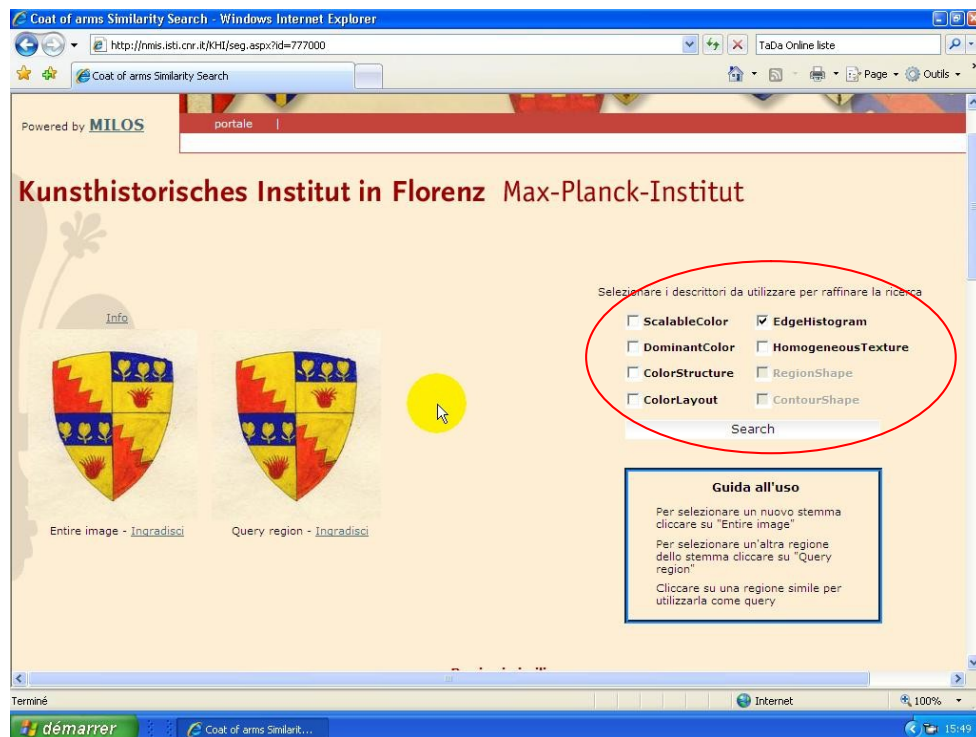 Coat of arms Similarity Search - Windows Internet Explorer
http://nmis.isti.cnr.it/KHI/seg.aspx?id=777000
TaDa Online liste
Coat of arms Similarity Search
Page
Outils
Powered by MILOS
portale |
Kunsthistorisches Institut in Florenz Max-Planck-Institut
Selezionare i descrittori da utilizzare per raffinare la ricerca
Info
ScalableColor EdgeHistogram
DominantColor HomogeneousTexture
ColorStructure RegionShape
ColorLayout ContourShape
Search
Entire image - Ingradisci
Query region - Ingradisci
Guida all'uso
Per selezionare un nuovo stemma
cliccare su "Entire image"
Per selezionare un'altra regione
dello stemma cliccare su "Query
region"
Cliccare su una regione simile per
utilizzarla come query
Terminé
Internet
100%
démarrer
Coat of arms Similarit...
15:49